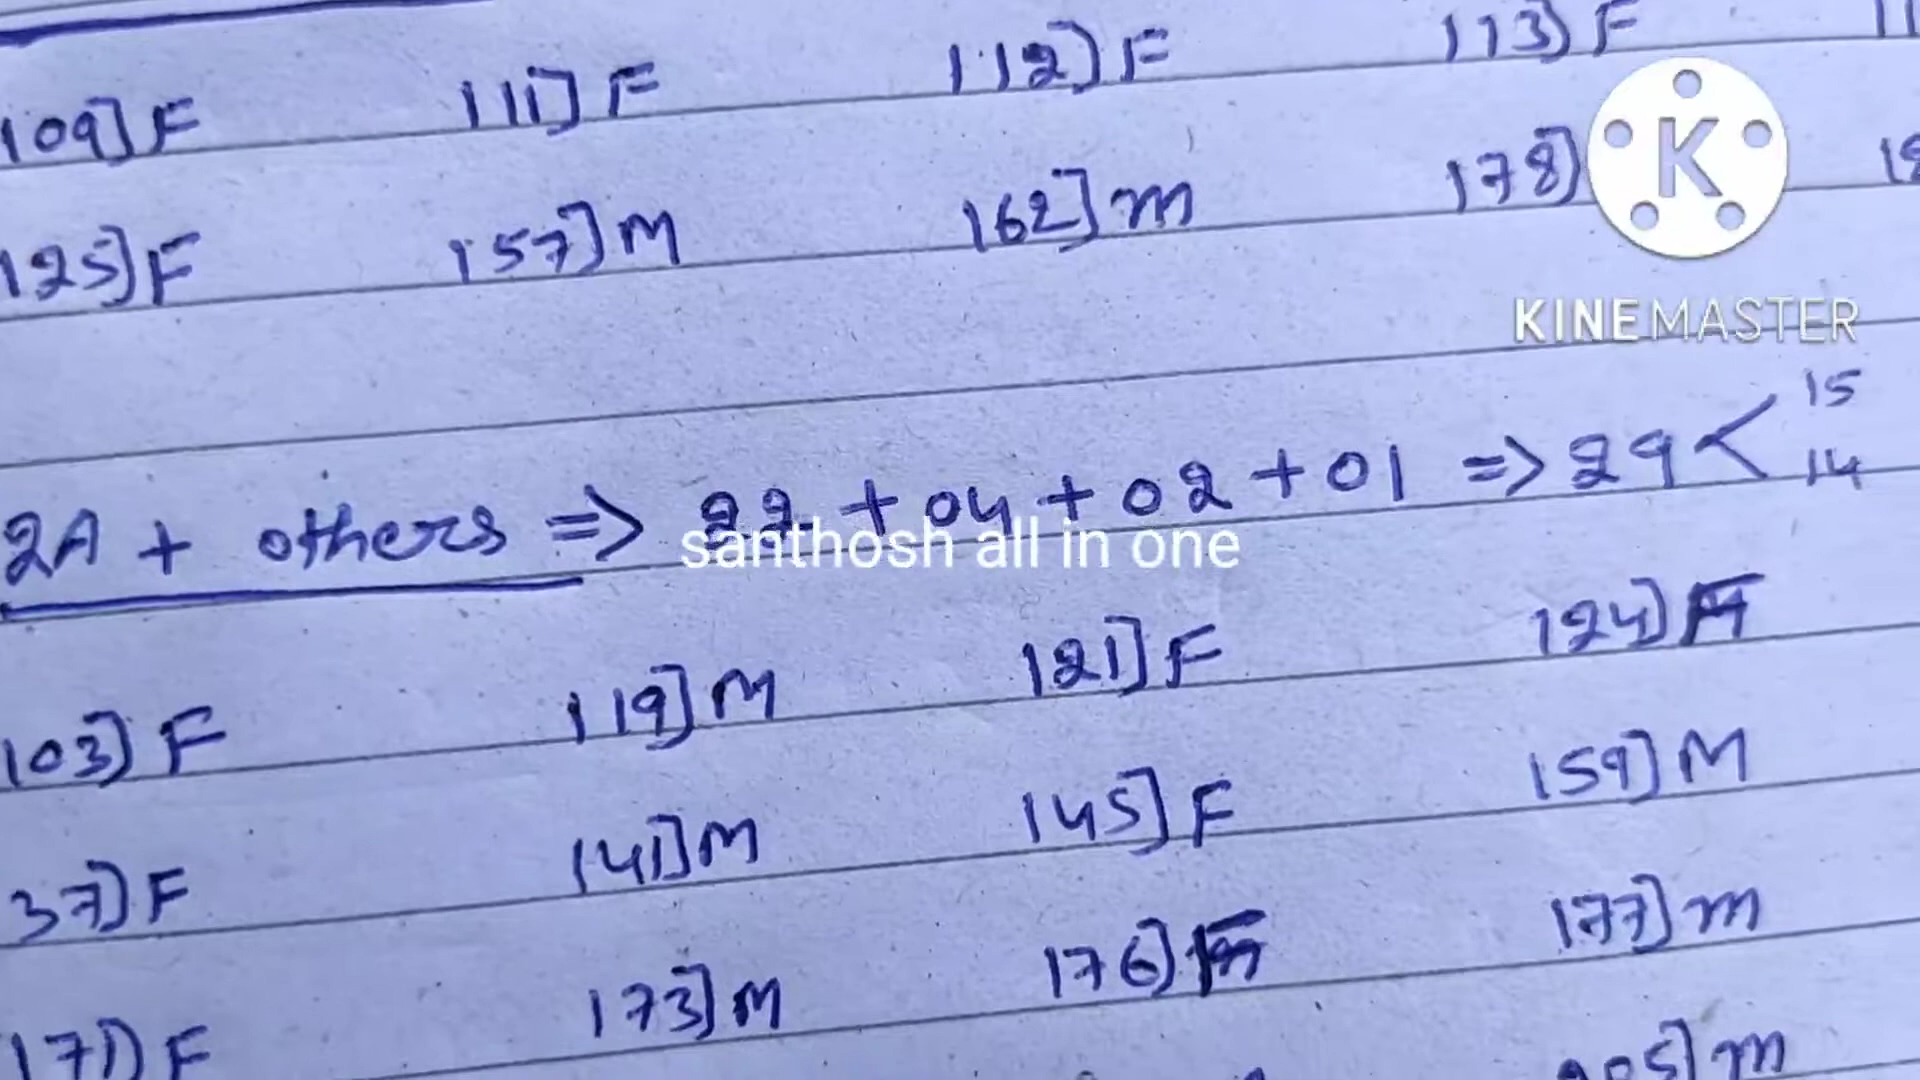 109] F 111] F 112] F 113] F
125] F 157] M 162] M 178]
K
KINEMASTER
15
2A + others => 22 + 04 + 02 + 01 => 29 <
14
santhosh all in one
103] F 119] M 121] F 124]
37] F 141] M 145] F 159] M
171] F 173] M 176] 177] M